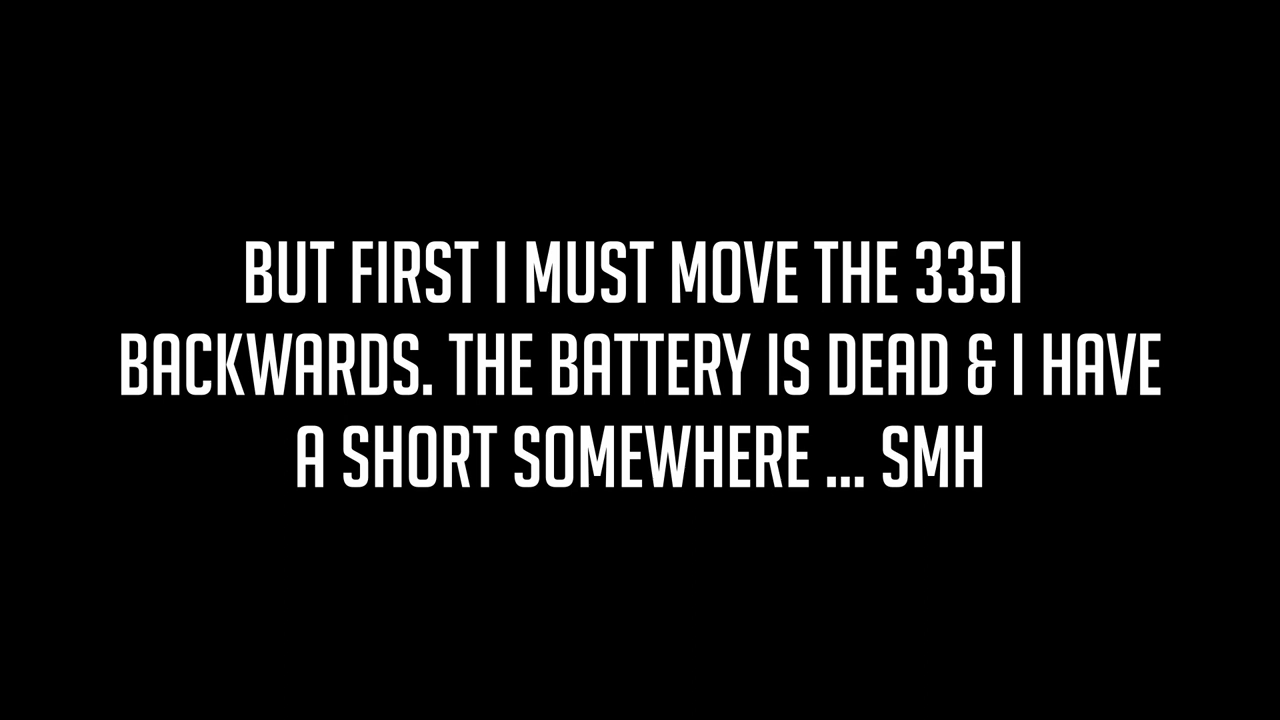 BUT FIRST I MUST MOVE THE 335I
BACKWARDS. THE BATTERY IS DEAD & I HAVE
A SHORT SOMEWHERE ... SMH